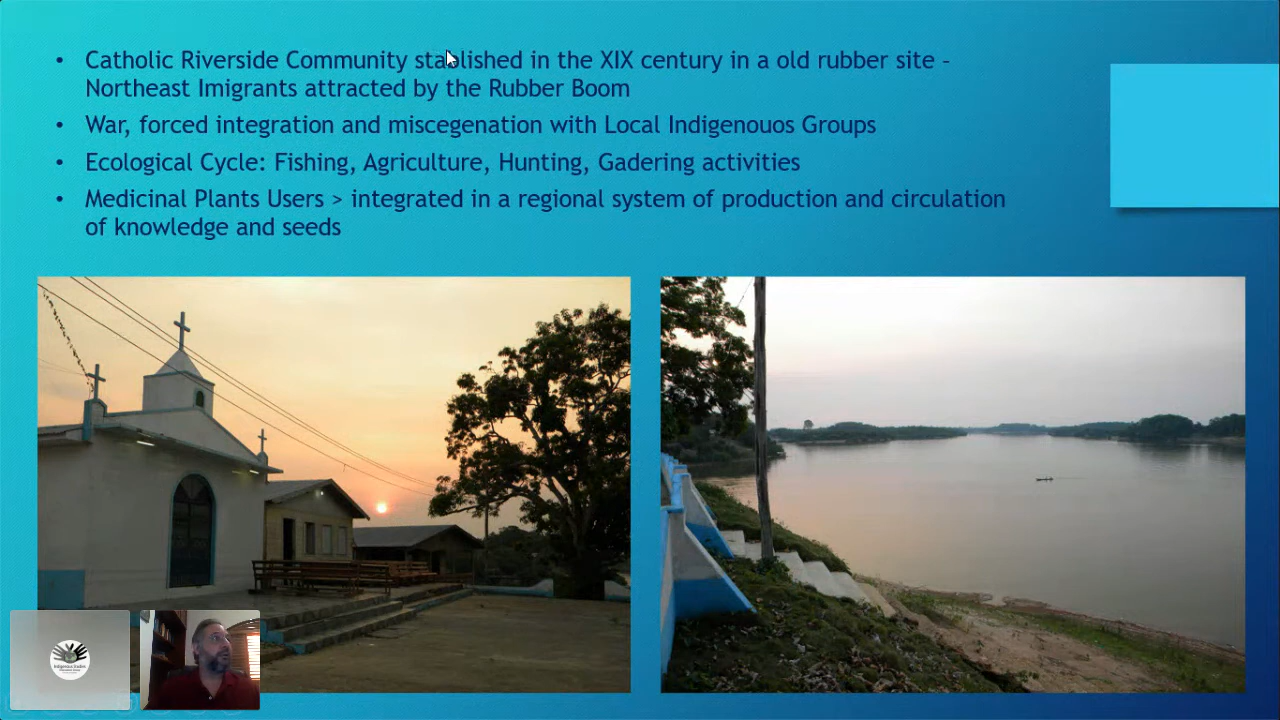 • Catholic Riverside Community stablished in the XIX century in a old rubber site –
Northeast Imigrants attracted by the Rubber Boom
• War, forced integration and miscegenation with Local Indigenouos Groups
• Ecological Cycle: Fishing, Agriculture, Hunting, Gadering activities
• Medicinal Plants Users > integrated in a regional system of production and circulation
of knowledge and seeds
Indigenous Studies